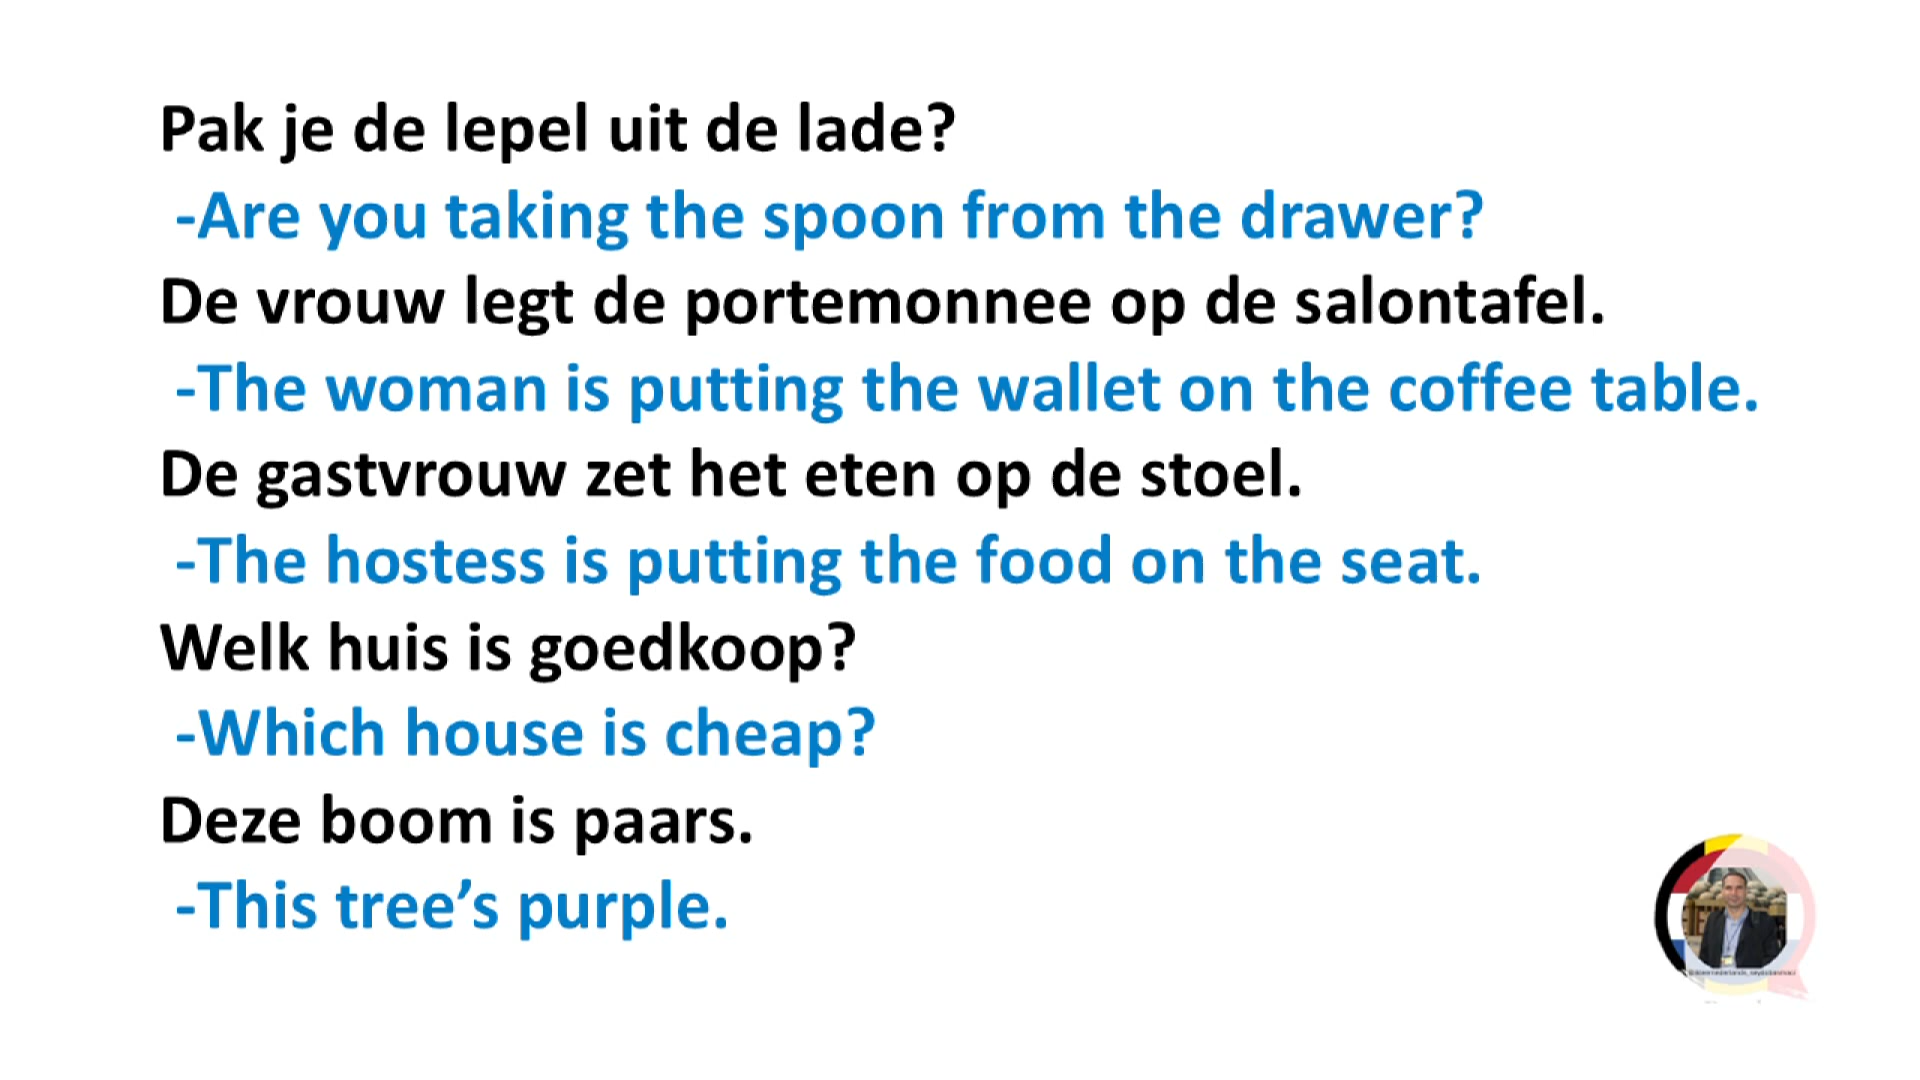 Pak je de lepel uit de lade?
-Are you taking the spoon from the drawer?
De vrouw legt de portemonnee op de salontafel.
-The woman is putting the wallet on the coffee table.
De gastvrouw zet het eten op de stoel.
-The hostess is putting the food on the seat.
Welk huis is goedkoop?
-Which house is cheap?
Deze boom is paars.
-This tree’s purple.